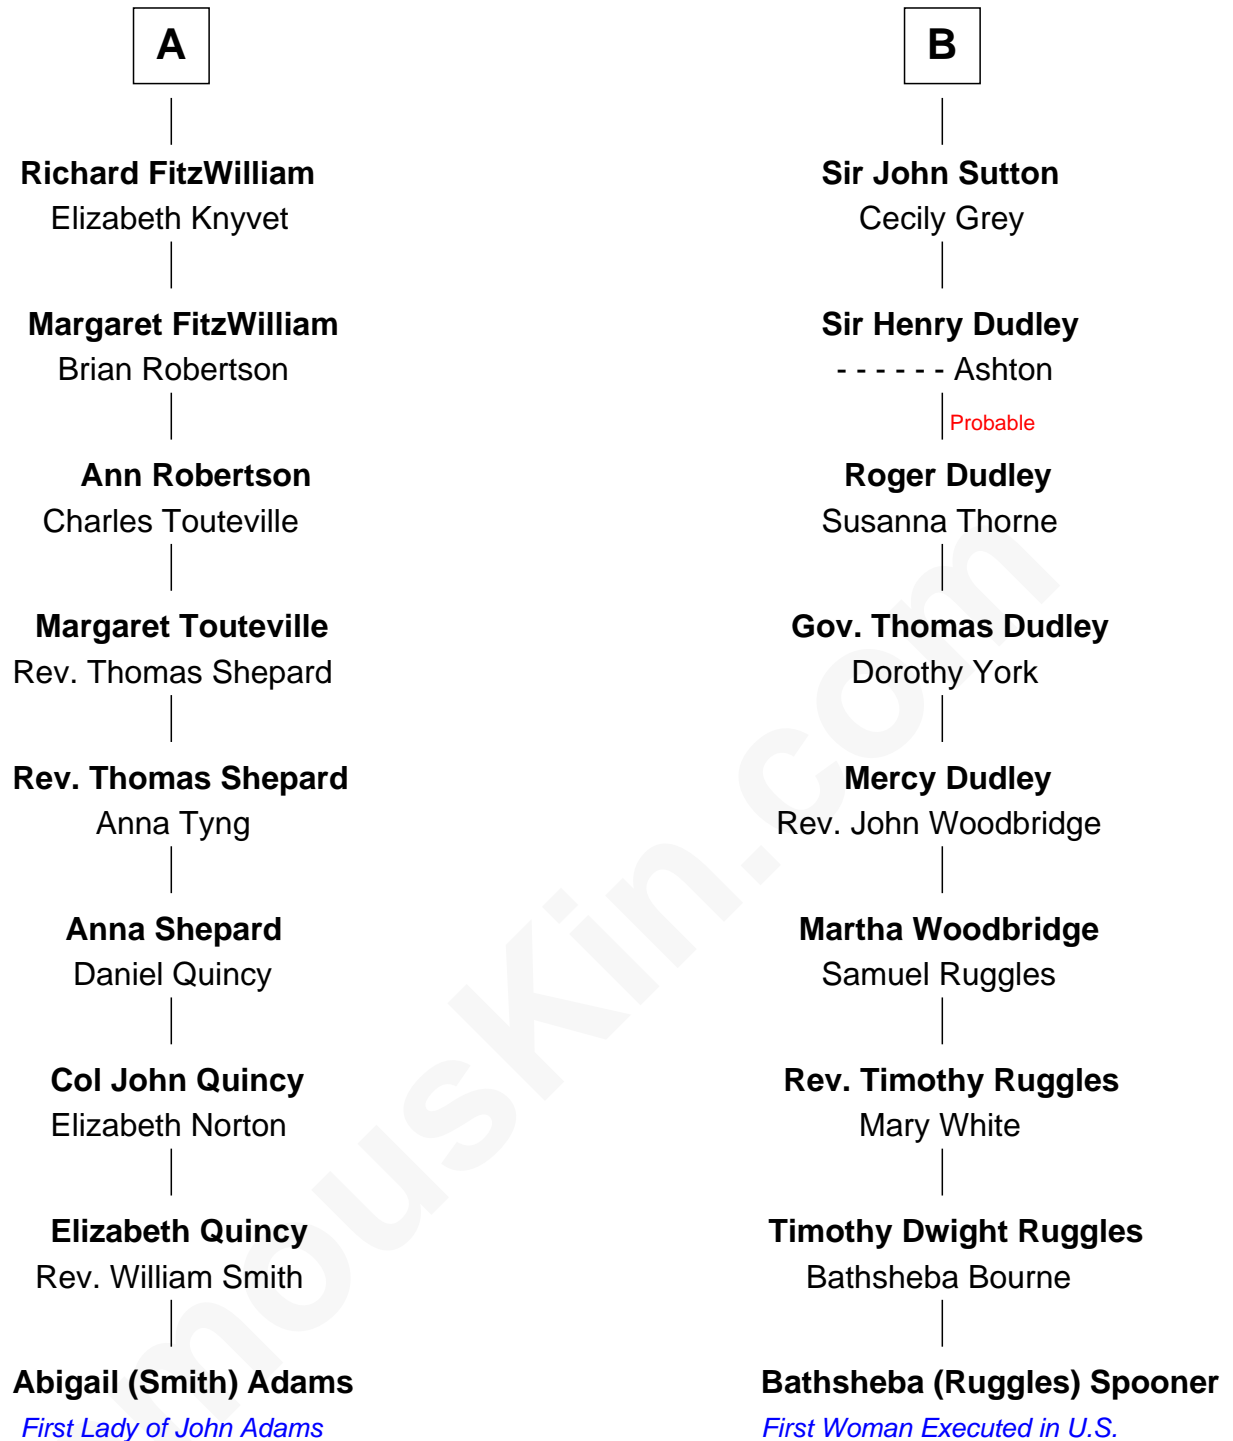 A
Richard FitzWilliam
Elizabeth Knyvet
Margaret FitzWilliam
Brian Robertson
Ann Robertson
Charles Touteville
Margaret Touteville
Rev. Thomas Shepard
Rev. Thomas Shepard
Anna Tyng
Anna Shepard
Daniel Quincy
Col John Quincy
Elizabeth Norton
Elizabeth Quincy
Rev. William Smith
Abigail (Smith) Adams
First Lady of John Adams
B
Sir John Sutton
Cecily Grey
Sir Henry Dudley
- - - - - - Ashton
Probable
Roger Dudley
Susanna Thorne
Gov. Thomas Dudley
Dorothy York
Mercy Dudley
Rev. John Woodbridge
Martha Woodbridge
Samuel Ruggles
Rev. Timothy Ruggles
Mary White
Timothy Dwight Ruggles
Bathsheba Bourne
Bathsheba (Ruggles) Spooner
First Woman Executed in U.S.
mousKin.com